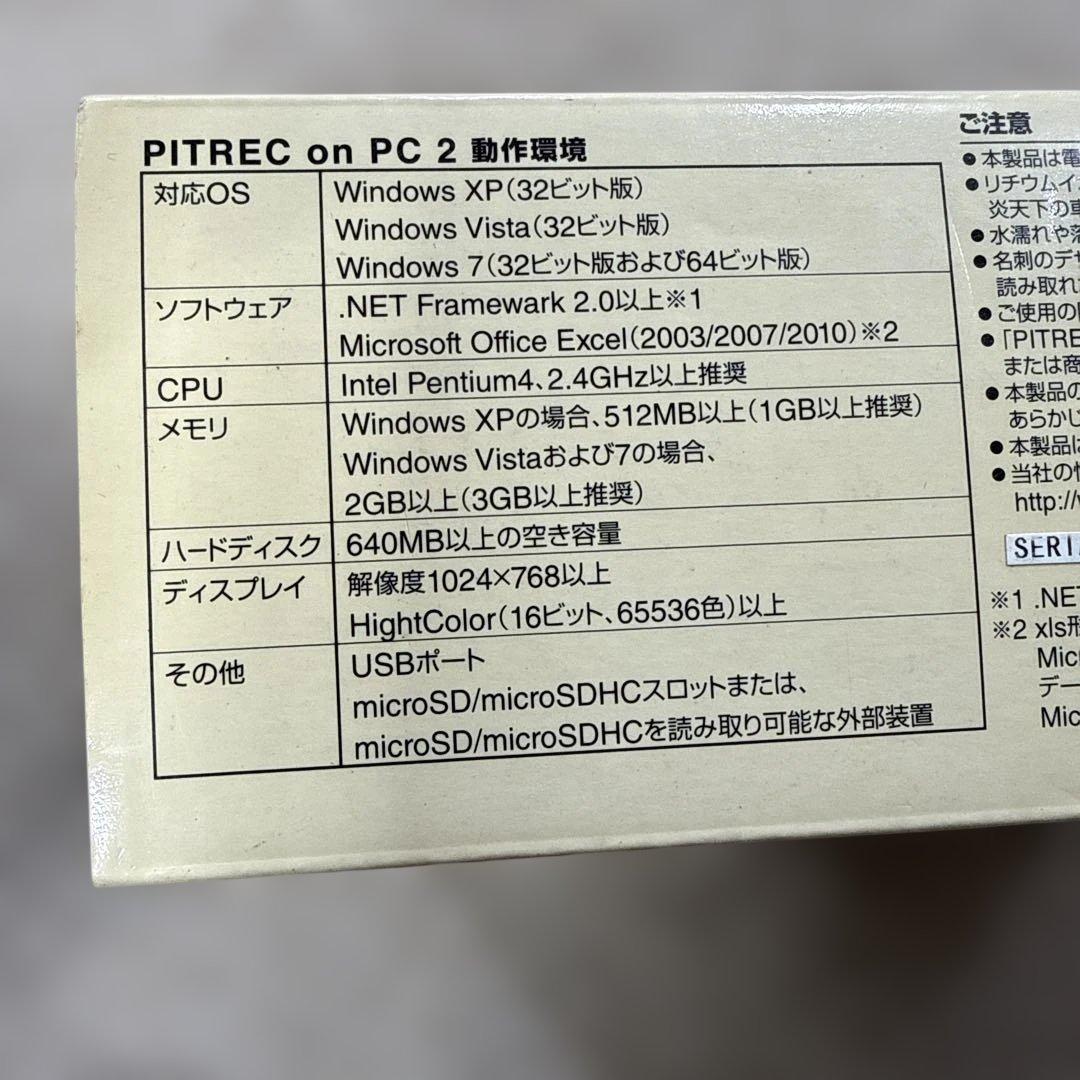 PITREC on PC 2 動作環境
対応OS
Windows XP(32ビット版)
Windows Vista(32ビット版)
Windows 7(32ビット版および64ビット版)
ソフトウェア
.NET Framewark 2.0以上※1
Microsoft Office Excel(2003/2007/2010)※2
CPU
Intel Pentium4、2.4GHz以上推奨
メモリ
Windows XPの場合、512MB以上(1GB以上推奨)
Windows Vistaおよび7の場合、
2GB以上(3GB以上推奨)
ハードディスク
640MB以上の空き容量
ディスプレイ
解像度1024×768以上
HightColor(16ビット、65536色)以上
その他
USBポート
microSD/microSDHCスロットまたは、
microSD/microSDHCを読み取り可能な外部装置
ご注意
●本製品は電
●リチウムイ
炎天下の車
●水濡れや落
●名刺のデザ
読み取れ
●ご使用の
●「PITRE
または商
●本製品の
あらかじ
●本製品は
●当社の
http://
SERI
※1 .NET
※2 xls形
Micr
デー
Mic